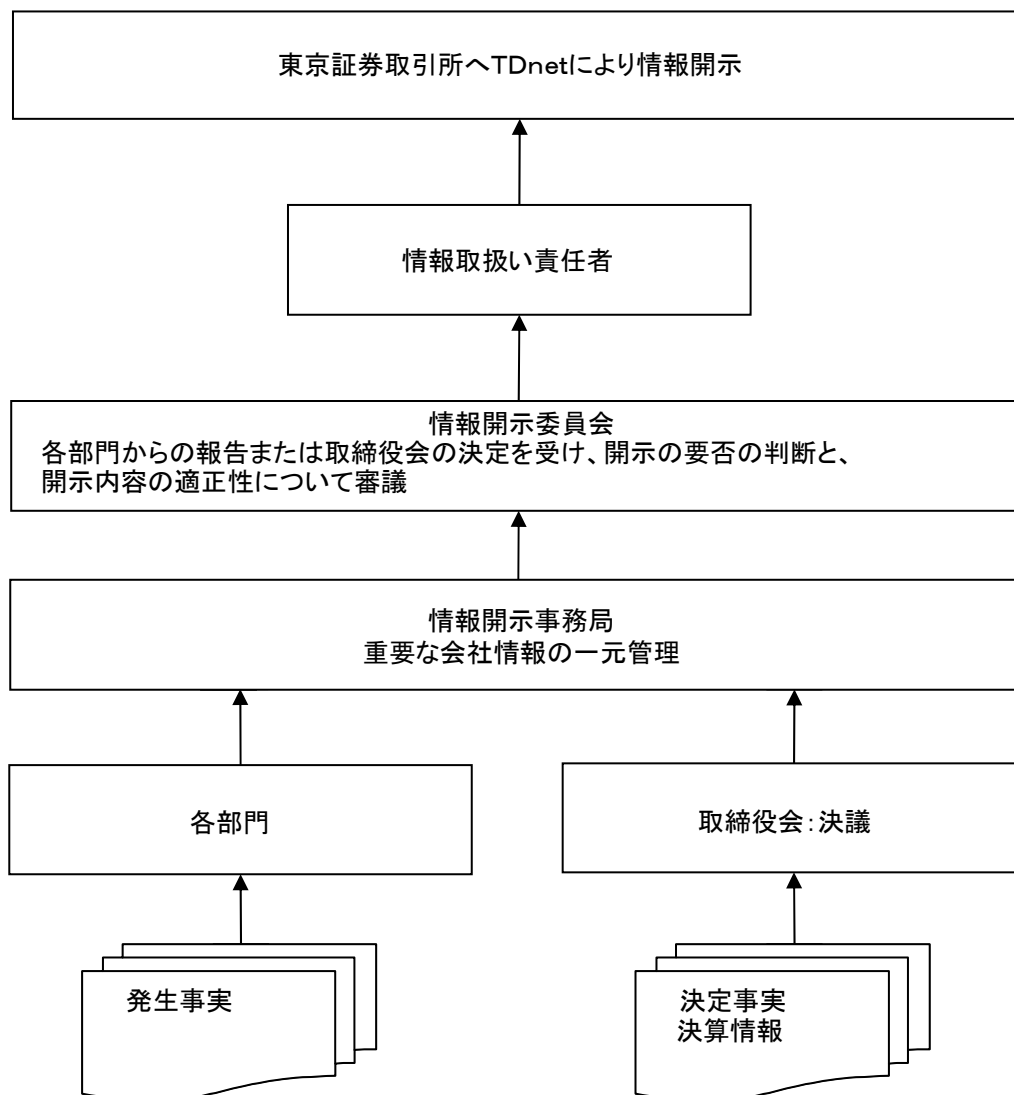 東京証券取引所へTDnetにより情報開示
情報取扱い責任者
情報開示委員会
各部門からの報告または取締役会の決定を受け、開示の要否の判断と、
開示内容の適正性について審議
情報開示事務局
重要な会社情報の一元管理
各部門
取締役会：決議
発生事実
決定事実
決算情報